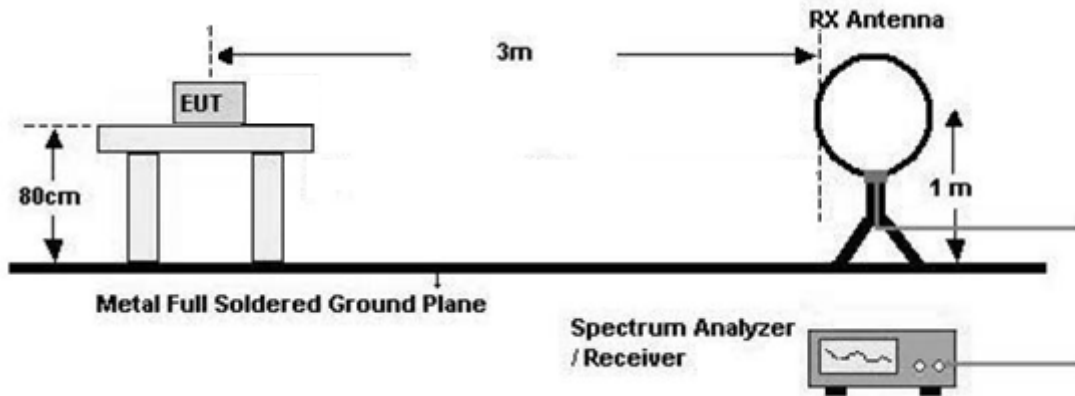 RX Antenna
3m
EUT
80cm
1 m
Metal Full Soldered Ground Plane
Spectrum Analyzer
/ Receiver